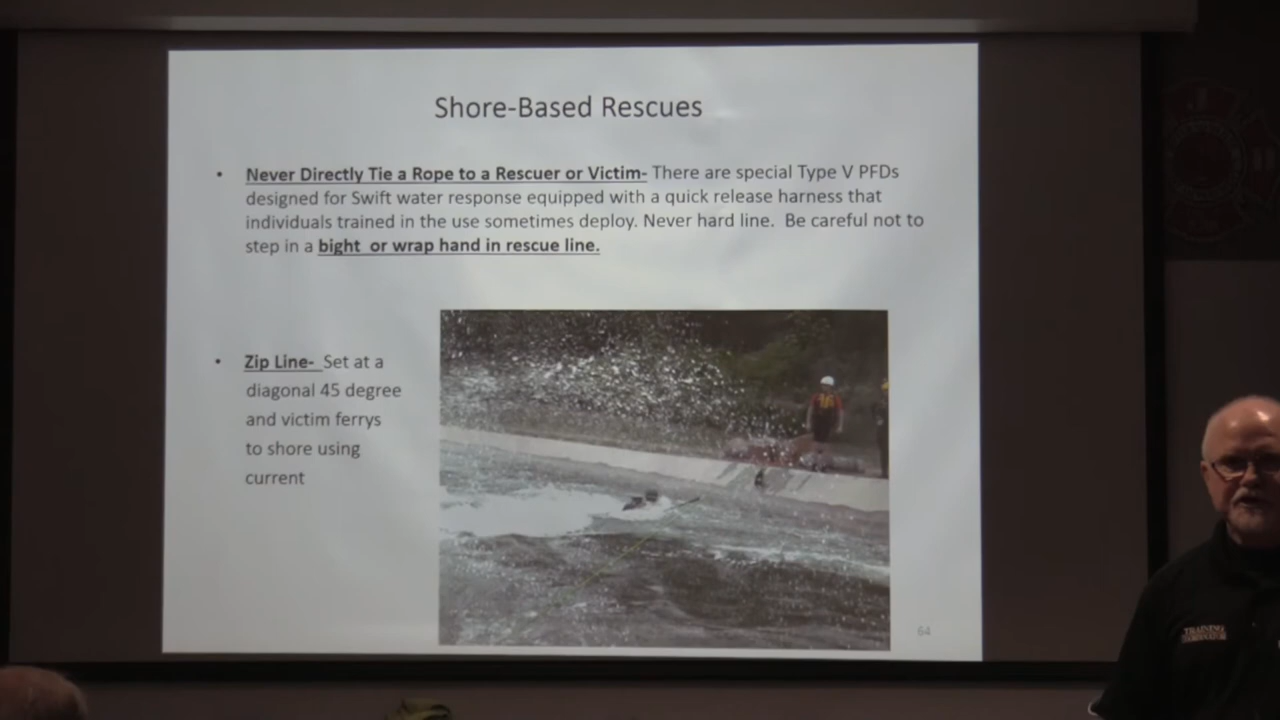 Shore-Based Rescues
• Never Directly Tie a Rope to a Rescuer or Victim- There are special Type V PFDs
designed for Swift water response equipped with a quick release harness that
individuals trained in the use sometimes deploy. Never hard line. Be careful not to
step in a bight or wrap hand in rescue line.
• Zip Line- Set at a
diagonal 45 degree
and victim ferrys
to shore using
current
64
TRAINING